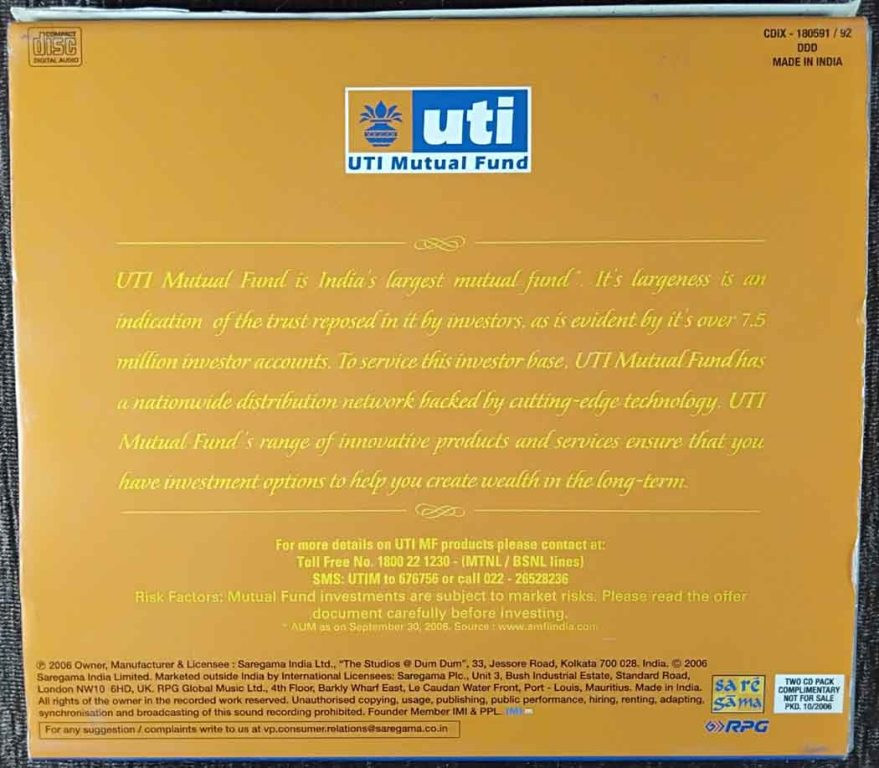 COMPACT
disc
DIGITAL AUDIO
CDIX - 180591 / 92
DDD
MADE IN INDIA
uti
UTI Mutual Fund
UTI Mutual Fund is India's largest mutual fund*. It's largeness is an
indication of the trust reposed in it by investors, as is evident by it's over 7.5
million investor accounts. To service this investor base, UTI Mutual Fund has
a nationwide distribution network backed by cutting-edge technology. UTI
Mutual Fund's range of innovative products and services ensure that you
have investment options to help you create wealth in the long-term.
For more details on UTI MF products please contact at:
Toll Free No. 1800 22 1230 - (MTNL / BSNL lines)
SMS: UTIM to 676756 or call 022 - 26528236
Risk Factors: Mutual Fund investments are subject to market risks. Please read the offer
document carefully before investing.
* AUM as on September 30, 2006. Source : www.amfiindia.com
℗ 2006 Owner, Manufacturer & Licensee : Saregama India Ltd., "The Studios @ Dum Dum", 33, Jessore Road, Kolkata 700 028. India. © 2006
Saregama India Limited. Marketed outside India by International Licensees: Saregama Plc., Unit 3, Bush Industrial Estate, Standard Road,
London NW10 6HD, UK. RPG Global Music Ltd., 4th Floor, Barkly Wharf East, Le Caudan Water Front, Port - Louis, Mauritius. Made in India.
All rights of the owner in the recorded work reserved. Unauthorised copying, usage, publishing, public performance, hiring, renting, adapting,
synchronisation and broadcasting of this sound recording prohibited. Founder Member IMI & PPL.
For any suggestion / complaints write to us at vp.consumer.relations@saregama.co.in
sa rē
gā ma
RPG
TWO CD PACK
COMPLIMENTARY
NOT FOR SALE
PKD. 10/2006